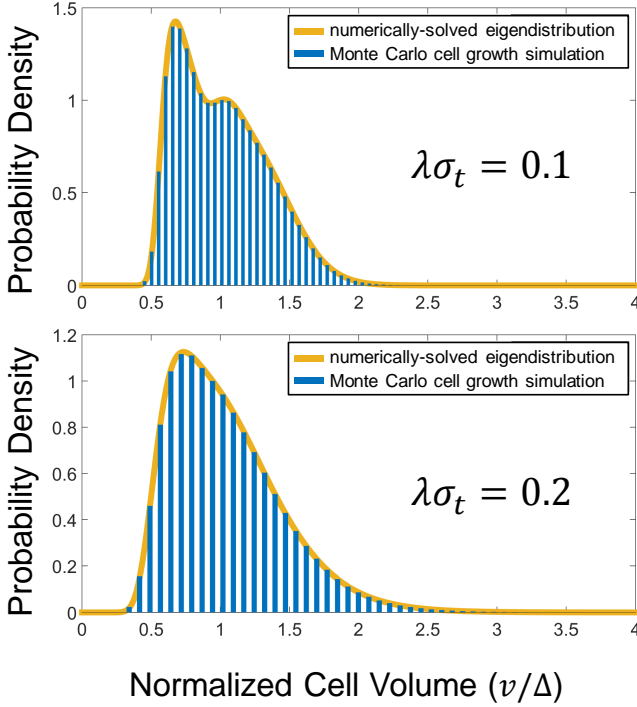 1.5
numerically-solved eigendistribution
Monte Carlo cell growth simulation
1
Probability Density
λσ_t = 0.1
0.5
0
0 0.5 1 1.5 2 2.5 3 3.5 4
1.2
numerically-solved eigendistribution
Monte Carlo cell growth simulation
1
0.8
Probability Density
λσ_t = 0.2
0.6
0.4
0.2
0
0 0.5 1 1.5 2 2.5 3 3.5 4
Normalized Cell Volume (v/Δ)